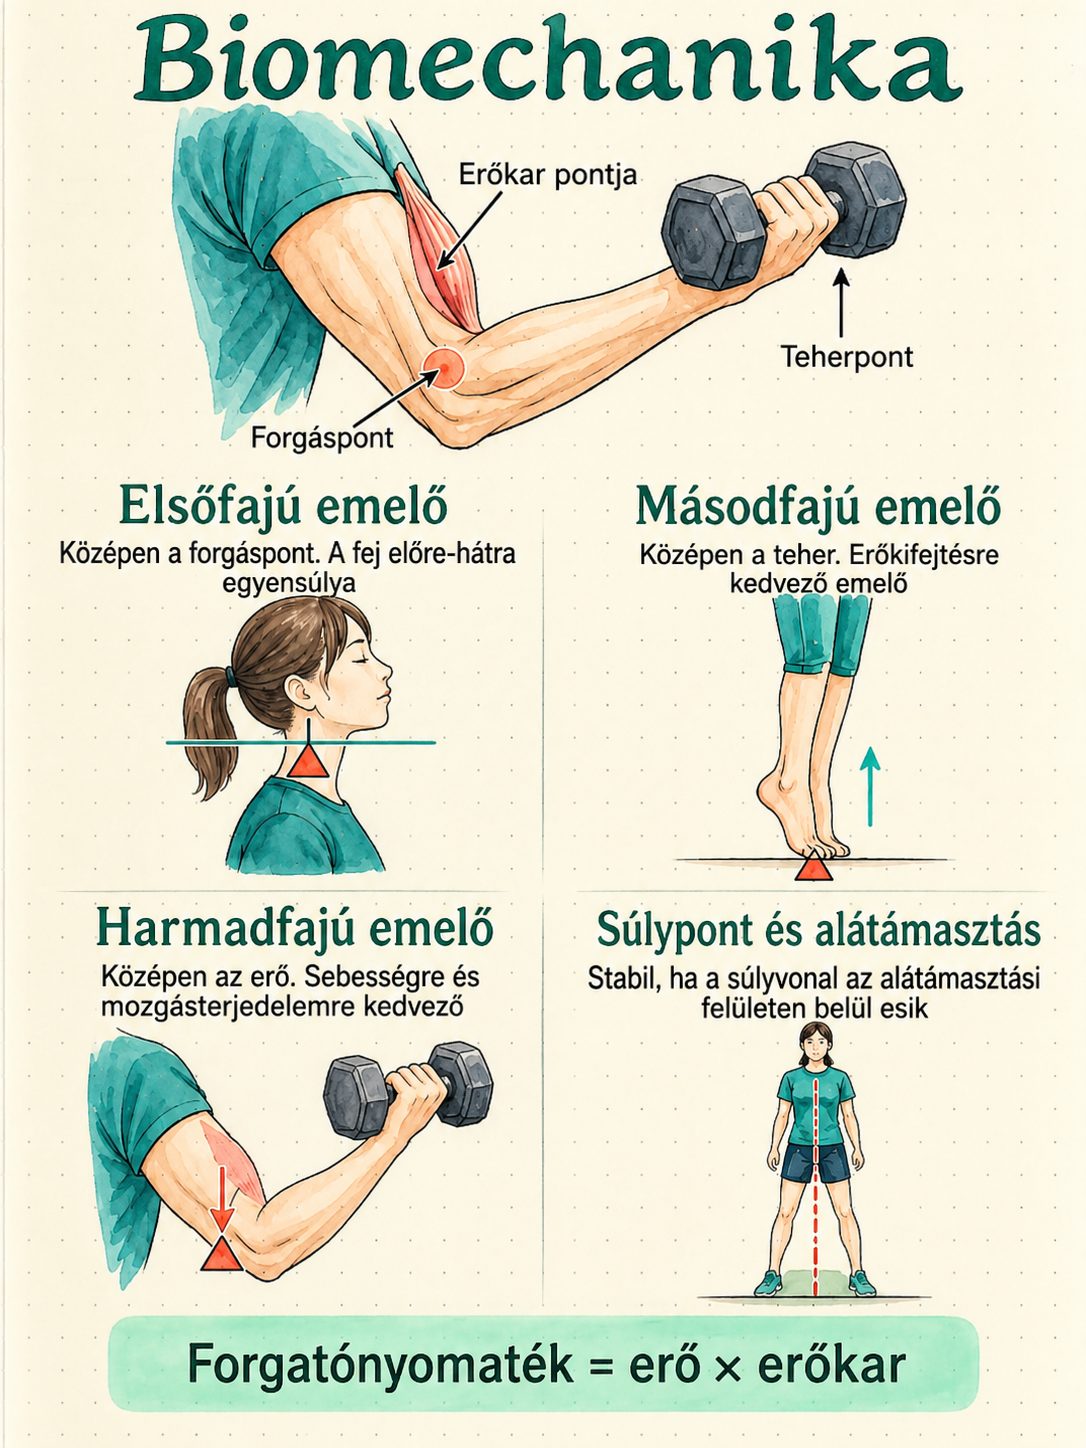 Biomechanika
Erőkar pontja
Teherpont
Forgáspont
Elsőfajú emelő
Középen a forgáspont. A fej előre-hátra
egyensúlya
Másodfajú emelő
Középen a teher. Erőkifejtésre
kedvező emelő
Harmadfajú emelő
Középen az erő. Sebességre és
mozgásterjedelemre kedvező
Súlypont és alátámasztás
Stabil, ha a súlyvonal az alátámasztási
felületen belül esik
Forgatónyomaték = erő × erőkar